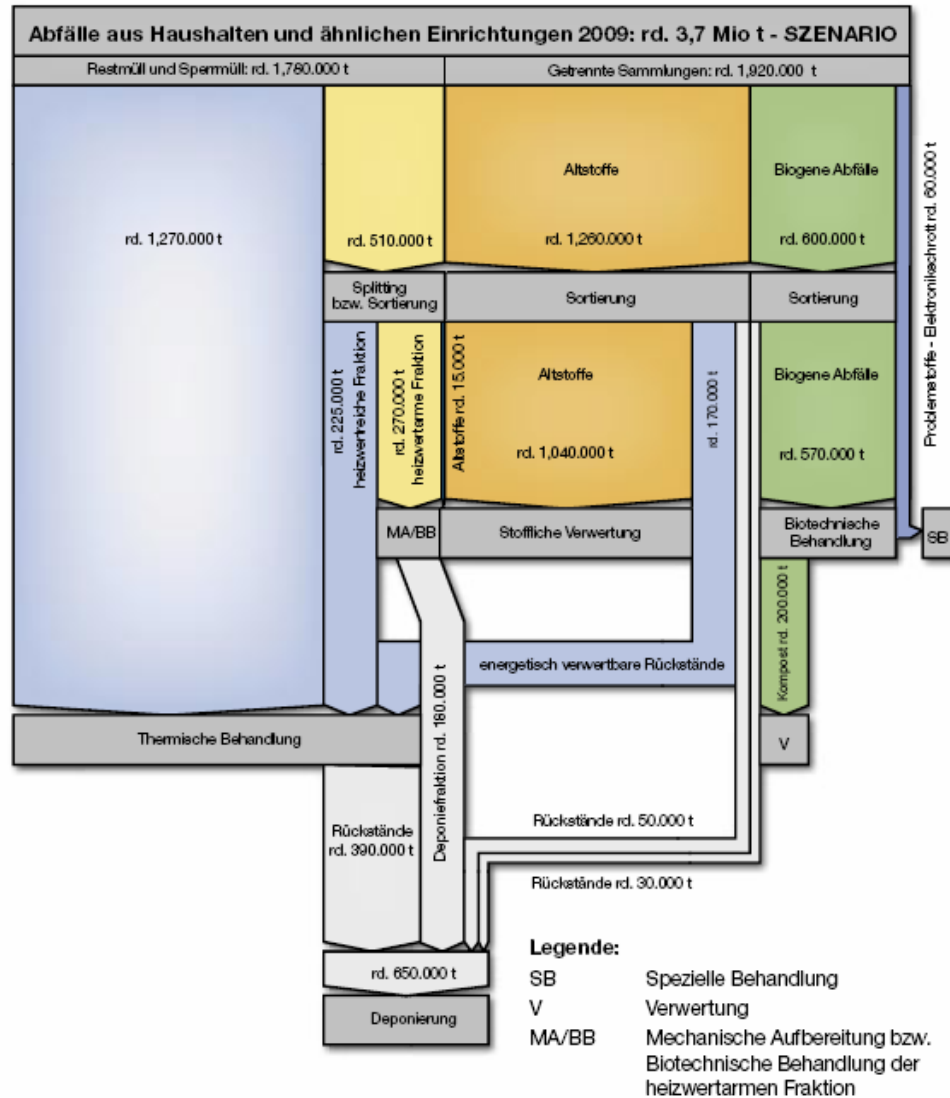 Abfälle aus Haushalten und ähnlichen Einrichtungen 2009: rd. 3,7 Mio t - SZENARIO
Restmüll und Sperrmüll: rd. 1,780.000 t
Getrennte Sammlungen: rd. 1,920.000 t
Altstoffe
Biogene Abfälle
rd. 1,270.000 t
rd. 510.000 t
rd. 1,260.000 t
rd. 600.000 t
Problemstoffe - Elektronikschrott rd. 60.000 t
Splitting
bzw. Sortierung
Sortierung
Sortierung
rd. 225.000 t
heizwertreiche Fraktion
rd. 270.000 t
heizwertarme Fraktion
Altstoffe rd. 15.000 t
Altstoffe
rd. 1,040.000 t
rd. 170.000 t
Biogene Abfälle
rd. 570.000 t
MA/BB
Stoffliche Verwertung
Biotechnische
Behandlung
SB
Kompost rd. 200.000 t
energetisch verwertbare Rückstände
Deponiefraktion rd. 180.000 t
Thermische Behandlung
V
Rückstände
rd. 390.000 t
Rückstände rd. 50.000 t
Rückstände rd. 30.000 t
rd. 650.000 t
Deponierung
Legende:
SB Spezielle Behandlung
V Verwertung
MA/BB Mechanische Aufbereitung bzw.
Biotechnische Behandlung der
heizwertarmen Fraktion